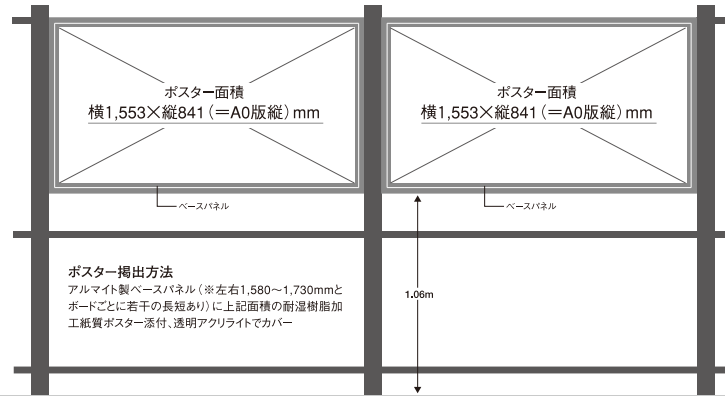 ポスター面積
横1,553×縦841（＝A0版縦）mm
ポスター面積
横1,553×縦841（＝A0版縦）mm
ベースパネル
ベースパネル
ポスター掲出方法
アルマイト製ベースパネル（※左右1,580〜1,730mmと
ボードごとに若干の長短あり）に上記面積の耐湿樹脂加
工紙質ポスター添付、透明アクリライトでカバー
1.06m